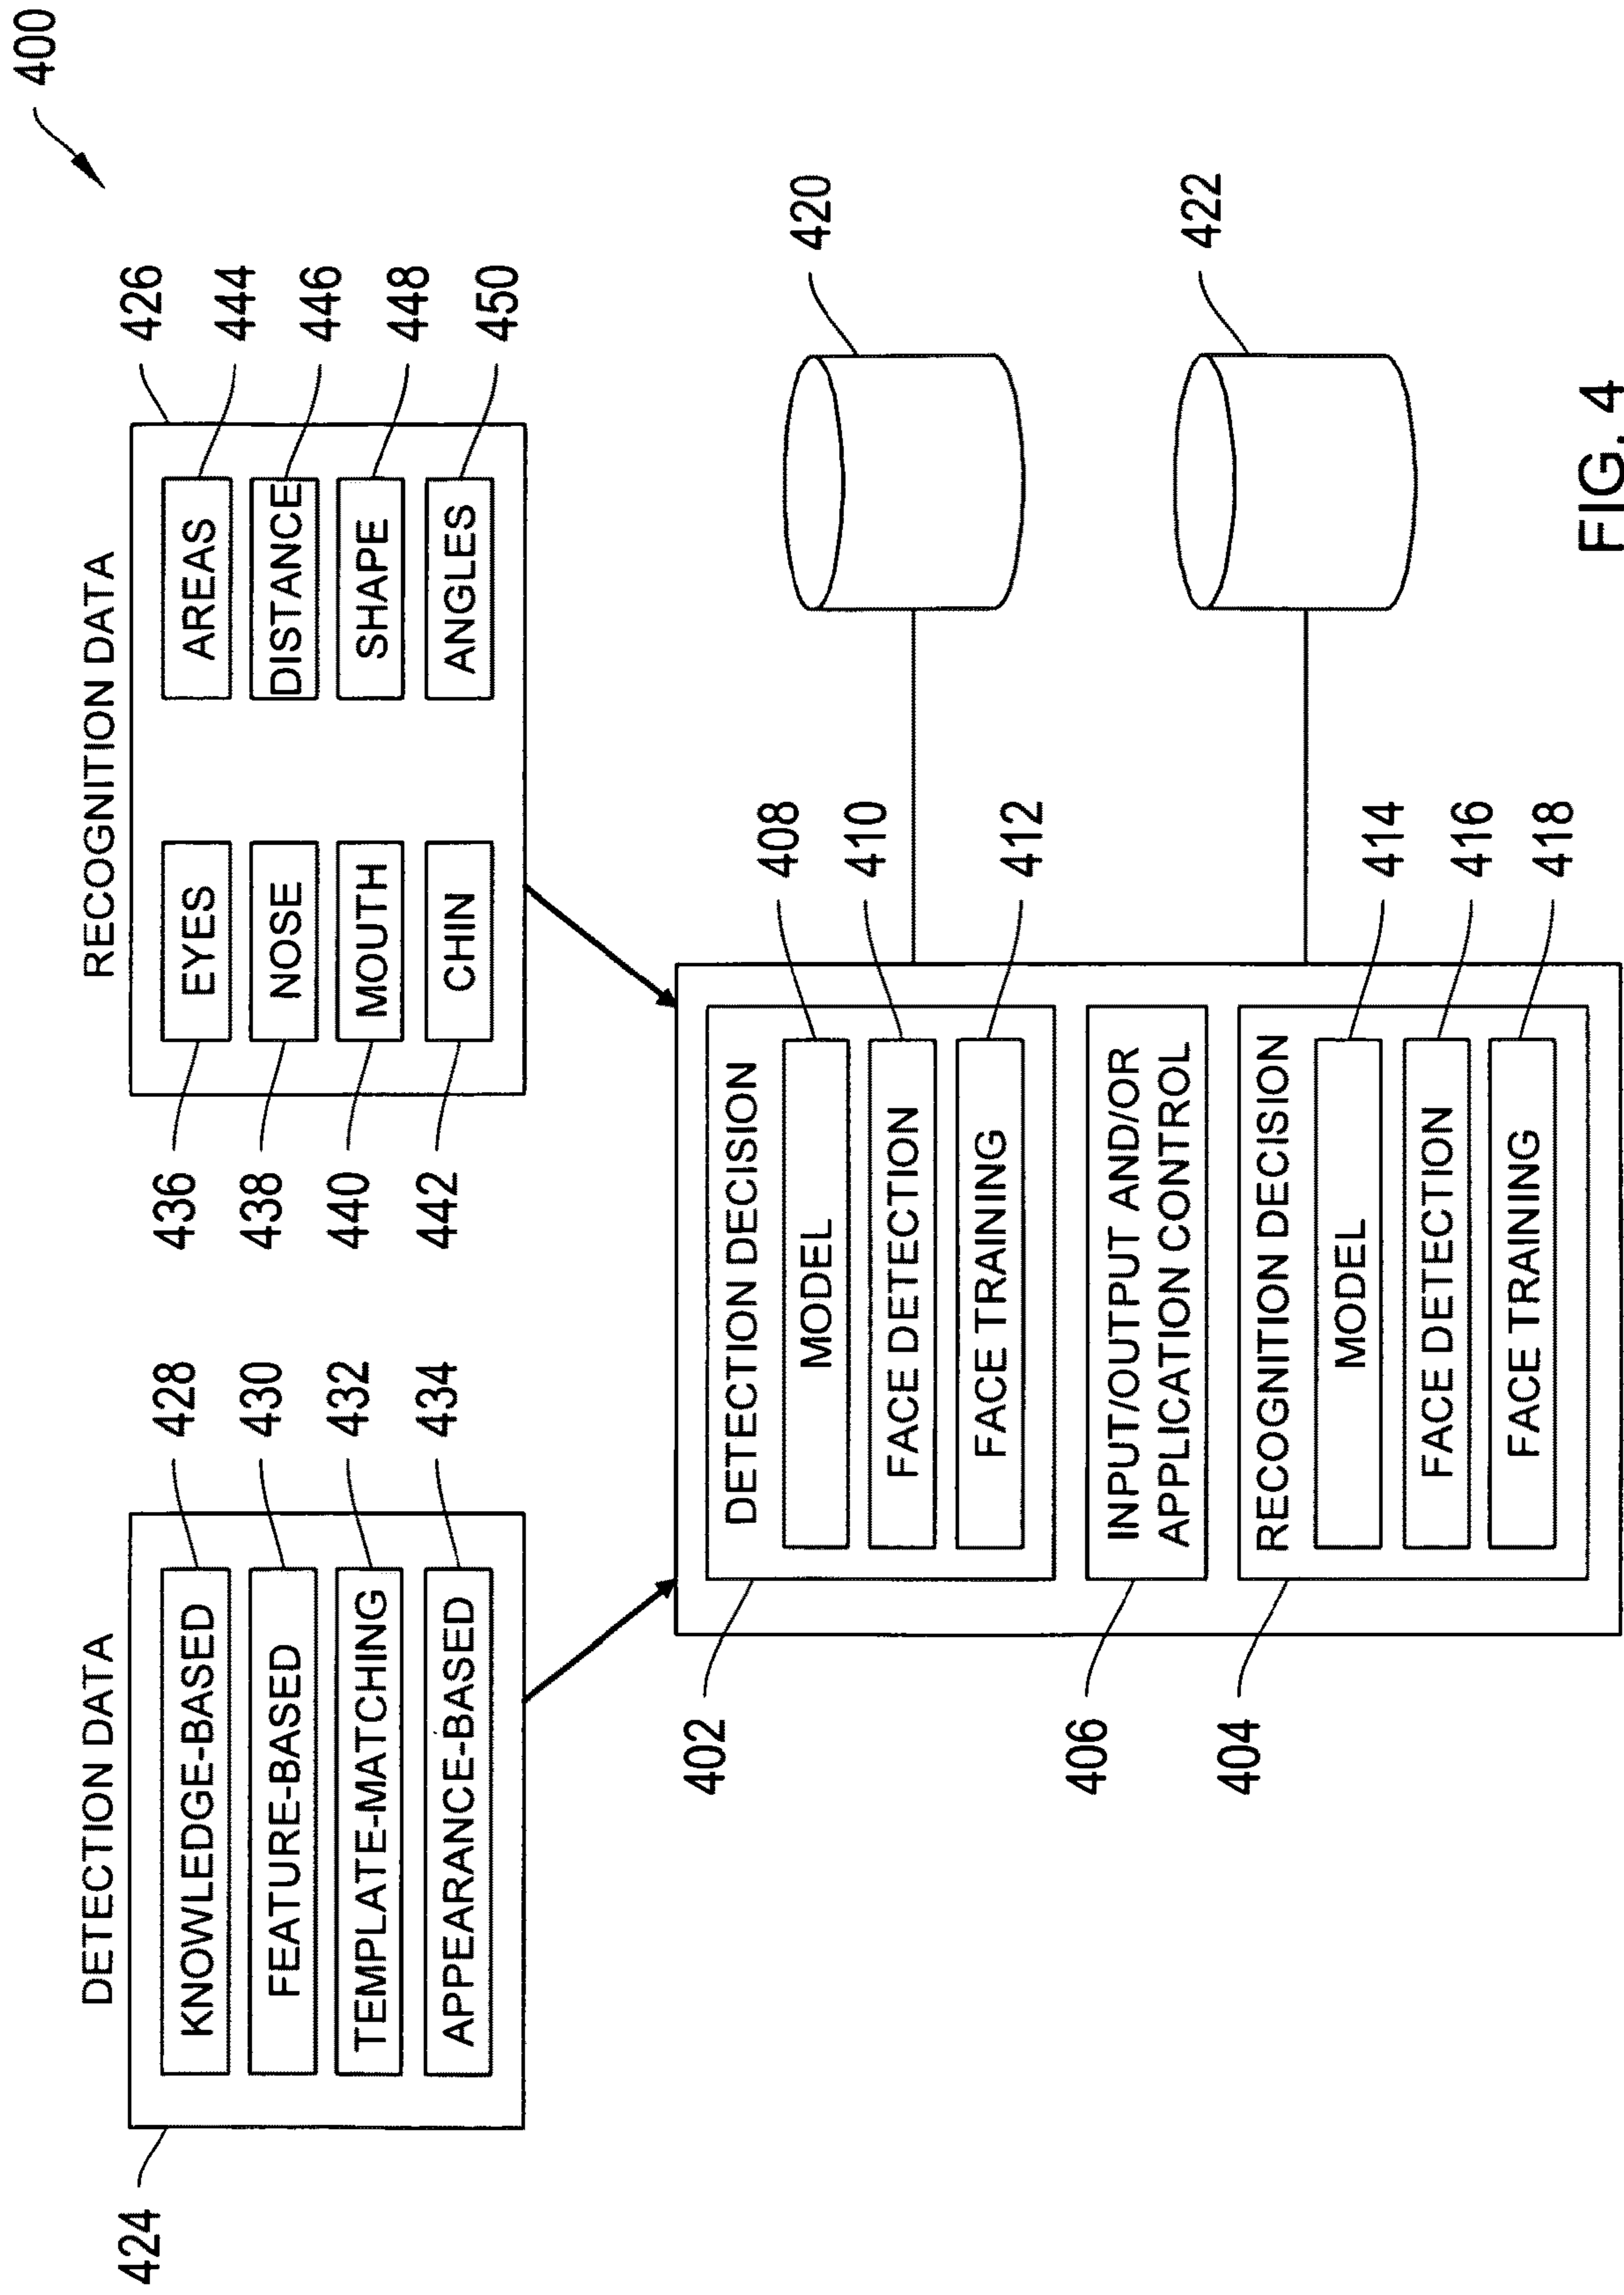 400
DETECTION DATA
424
KNOWLEDGE-BASED
428
FEATURE-BASED
430
TEMPLATE-MATCHING
432
APPEARANCE-BASED
434
RECOGNITION DATA
426
436
EYES
AREAS
444
438
NOSE
DISTANCE
446
440
MOUTH
SHAPE
448
442
CHIN
ANGLES
450
402
DETECTION DECISION
MODEL
408
FACE DETECTION
410
FACE TRAINING
412
406
INPUT/OUTPUT AND/OR
APPLICATION CONTROL
404
RECOGNITION DECISION
MODEL
414
FACE DETECTION
416
FACE TRAINING
418
420
422
FIG. 4